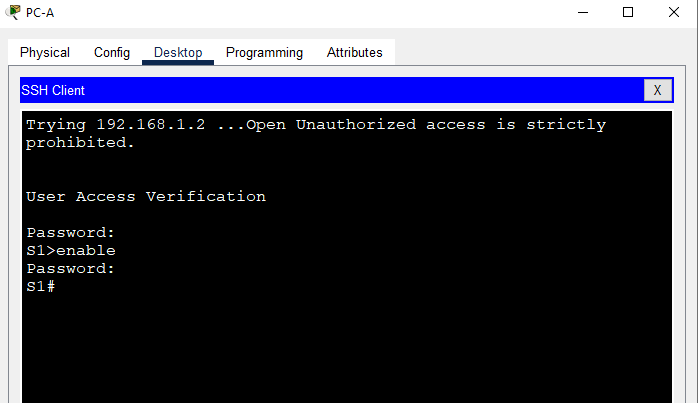 PC-A
Physical Config Desktop Programming Attributes
SSH Client X
Trying 192.168.1.2 ...Open Unauthorized access is strictly
prohibited.
User Access Verification
Password:
S1>enable
Password:
S1#